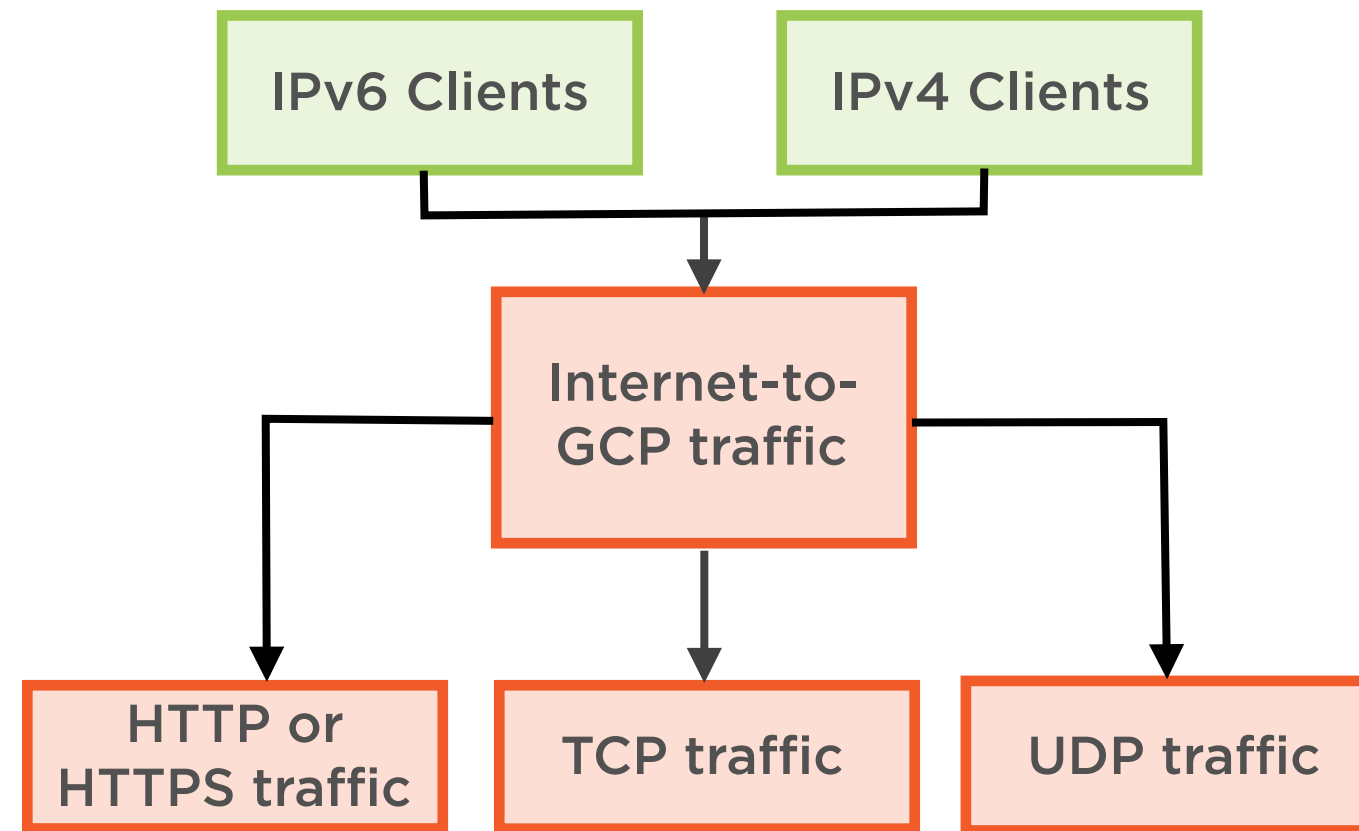 IPv6 Clients
IPv4 Clients
Internet-to-
GCP traffic
HTTP or
HTTPS traffic
TCP traffic
UDP traffic